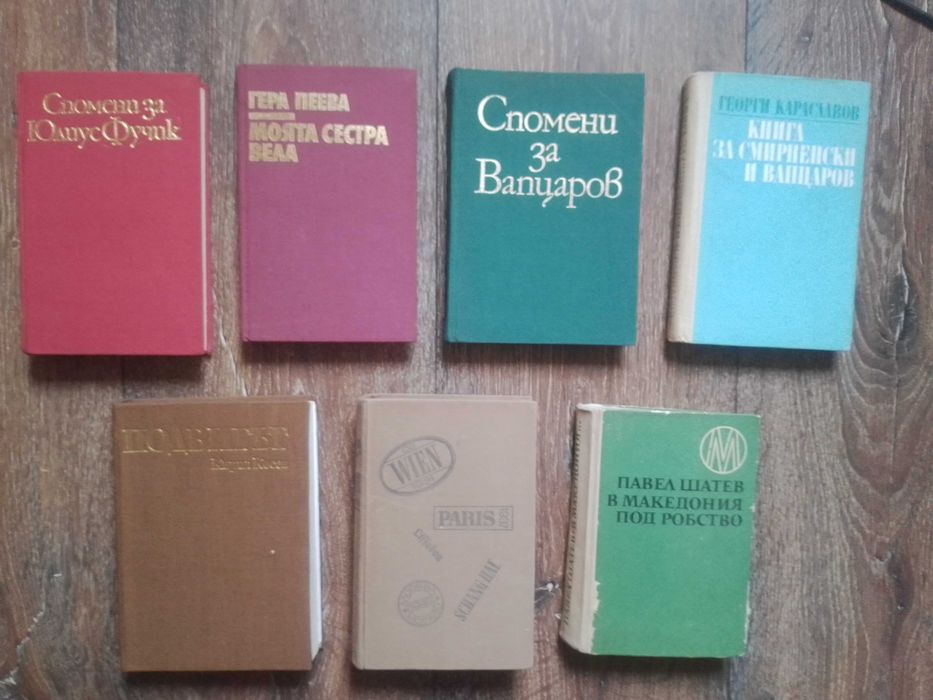 Спомени за
Юлиус Фучик
ГЕРА ПЕЕВА
МОЯТА СЕСТРА
ВЕЛА
Спомени
за
Вапцаров
ГЕОРГИ КАРАСЛАВОВ
КНИГА
ЗА СМИРНЕНСКИ
И ВАПЦАРОВ
ПОДВИГЪТ
WIEN
PARIS
SCHANGHAI
М
ПАВЕЛ ШАТЕВ
В МАКЕДОНИЯ
ПОД РОБСТВО